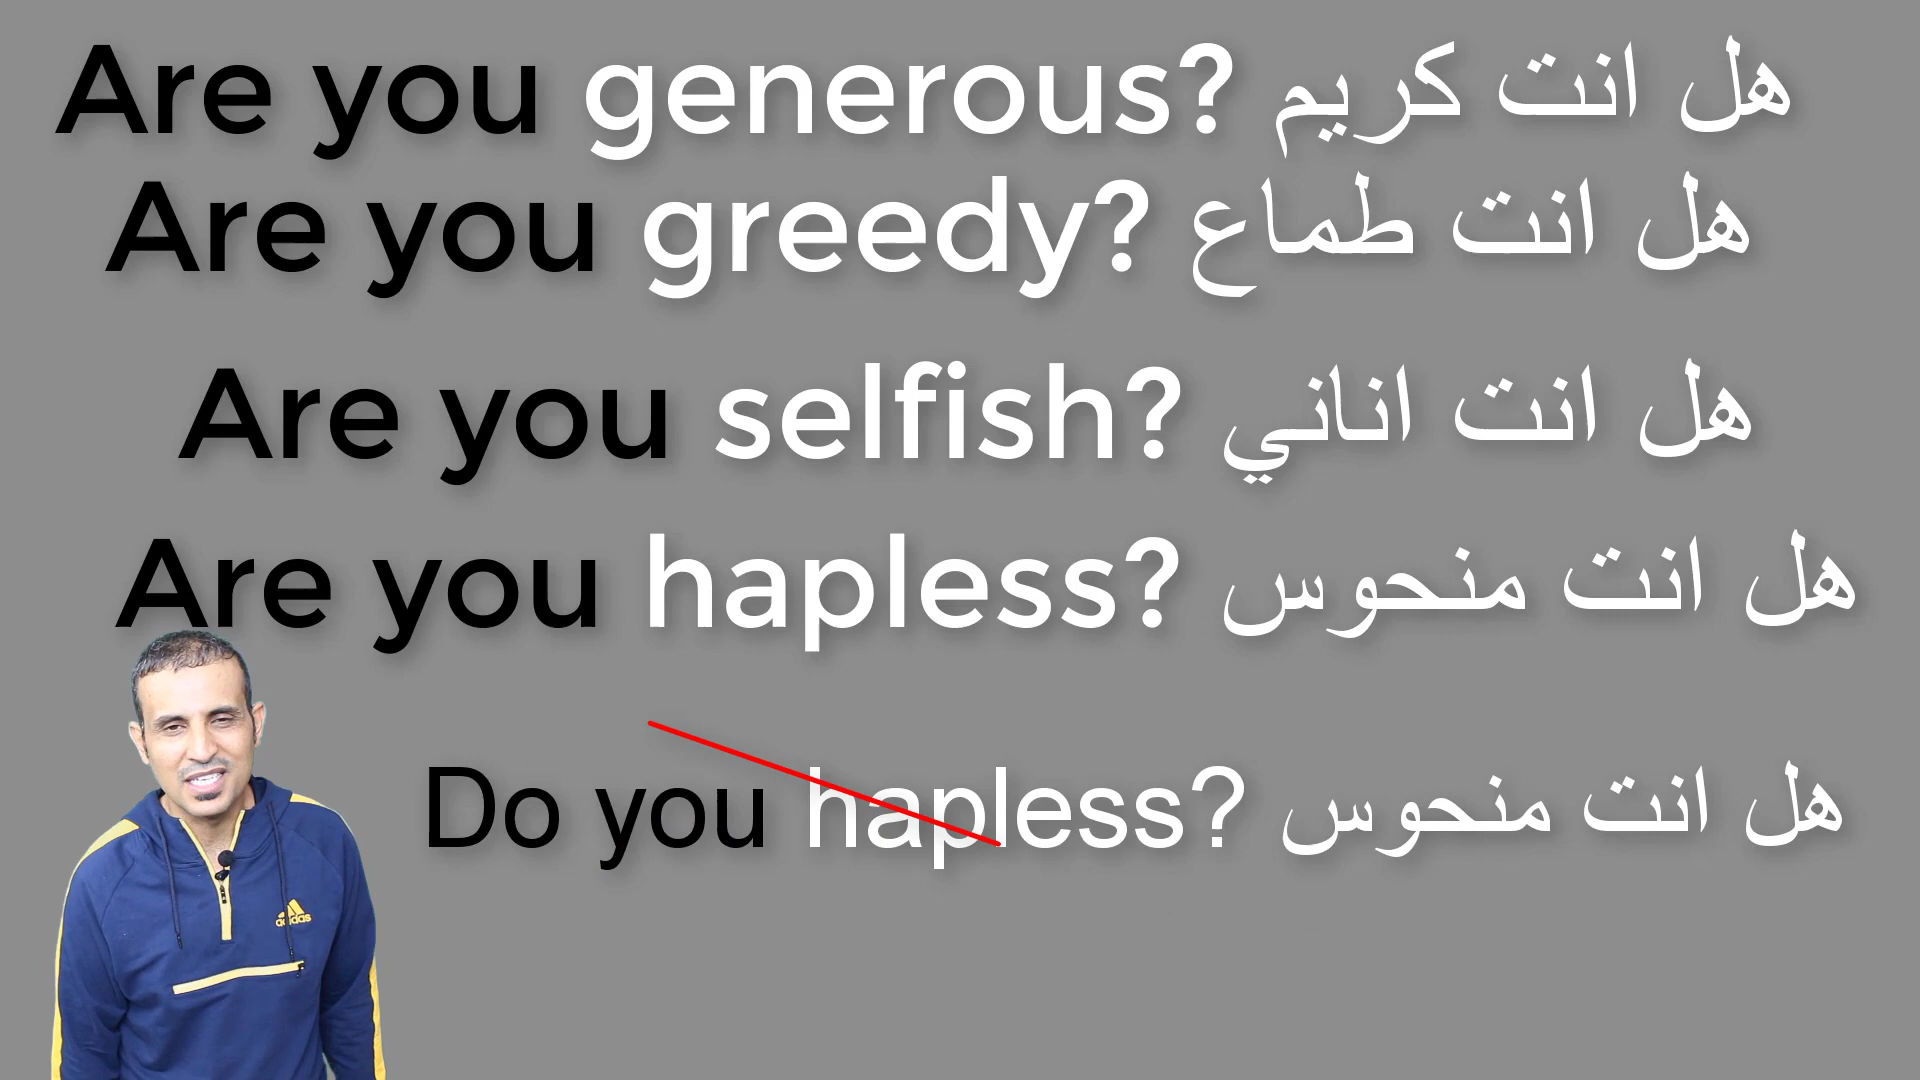 Are you generous? هل انت كريم
Are you greedy? هل انت طماع
Are you selfish? هل انت اناني
Are you hapless? هل انت منحوس
Do you hapless? هل انت منحوس
adidas